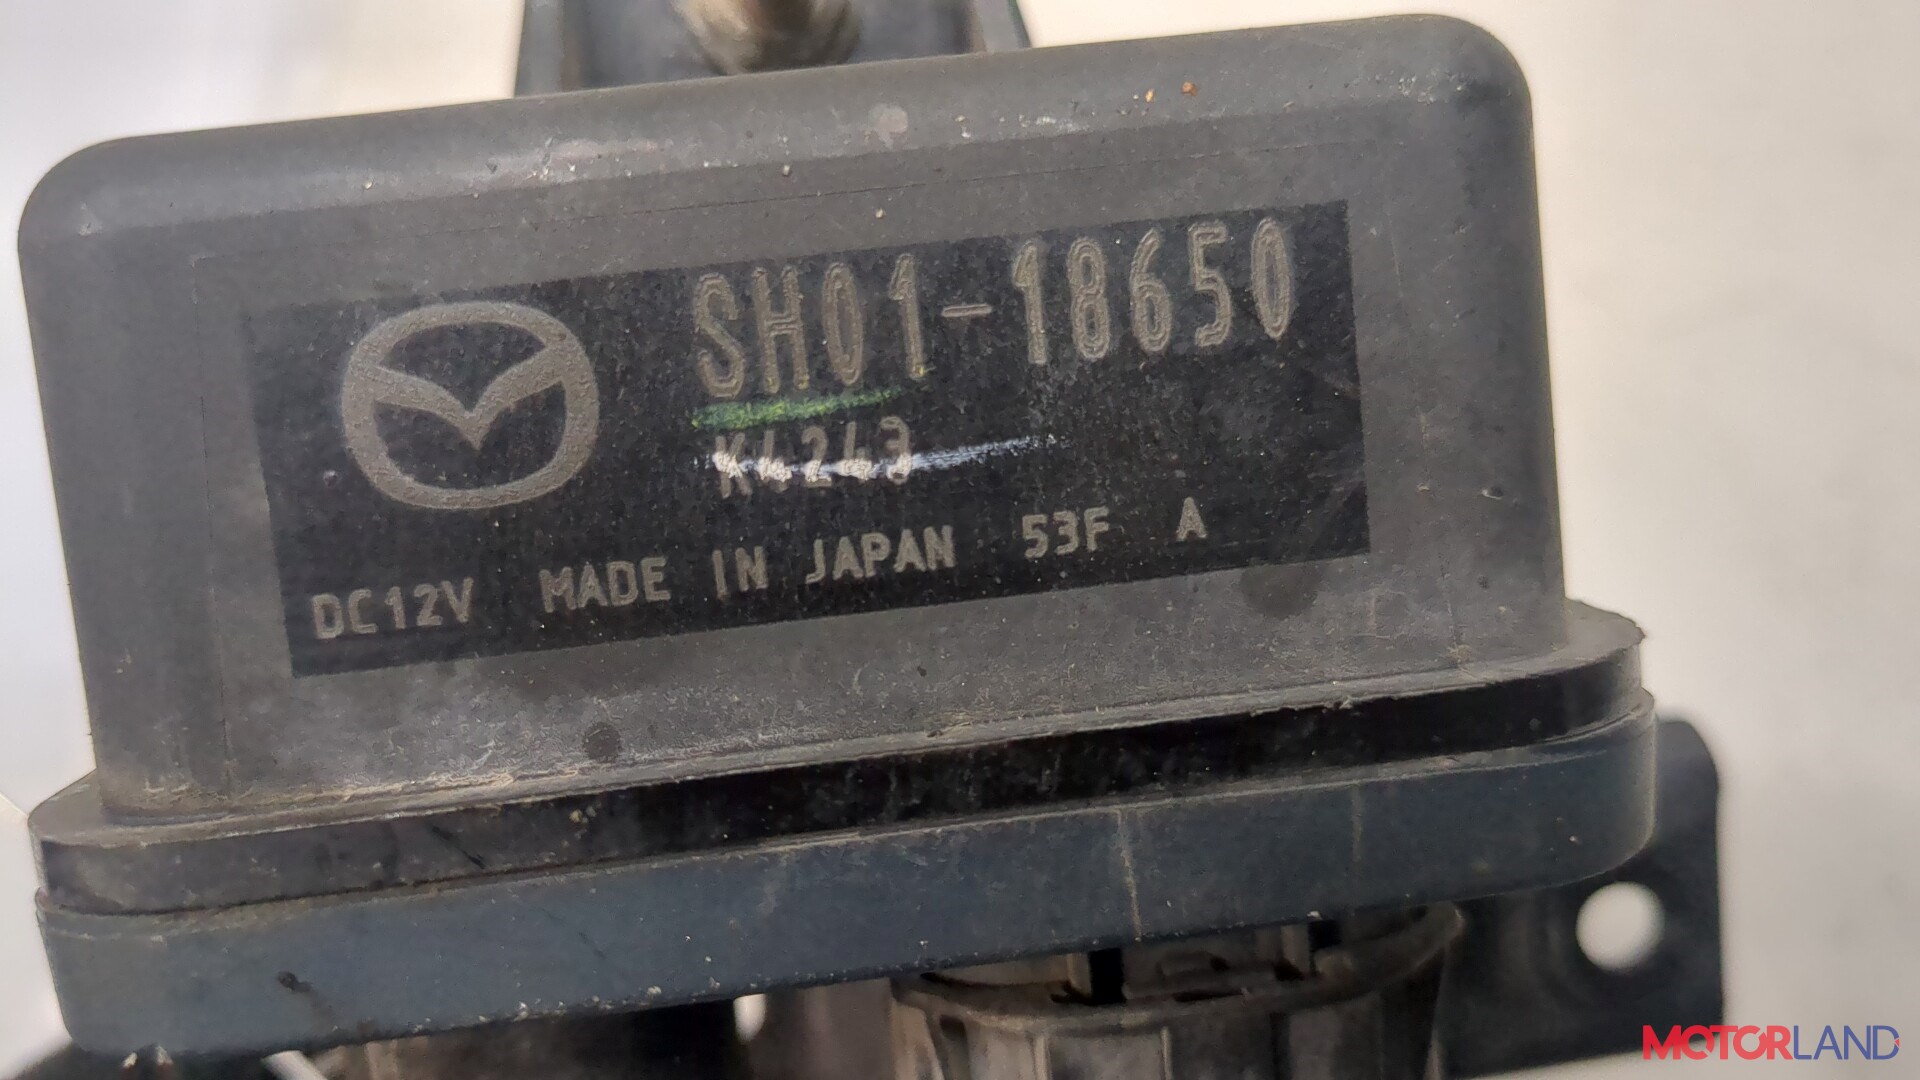 SH01-18650
K4243
DC12V MADE IN JAPAN 53F A
MOTORLAND